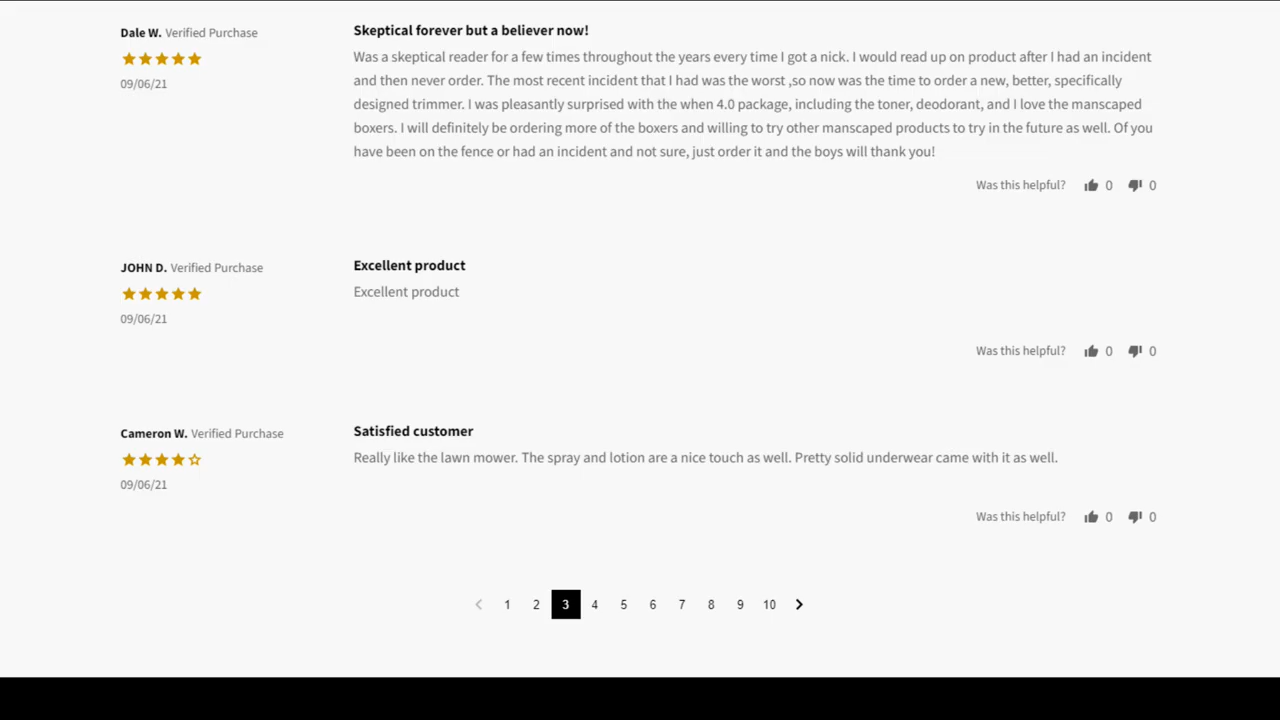 Dale W. Verified Purchase
09/06/21
Skeptical forever but a believer now!
Was a skeptical reader for a few times throughout the years every time I got a nick. I would read up on product after I had an incident
and then never order. The most recent incident that I had was the worst ,so now was the time to order a new, better, specifically
designed trimmer. I was pleasantly surprised with the when 4.0 package, including the toner, deodorant, and I love the manscaped
boxers. I will definitely be ordering more of the boxers and willing to try other manscaped products to try in the future as well. Of you
have been on the fence or had an incident and not sure, just order it and the boys will thank you!
Was this helpful? 0 0
JOHN D. Verified Purchase
09/06/21
Excellent product
Excellent product
Was this helpful? 0 0
Cameron W. Verified Purchase
09/06/21
Satisfied customer
Really like the lawn mower. The spray and lotion are a nice touch as well. Pretty solid underwear came with it as well.
Was this helpful? 0 0
1 2 3 4 5 6 7 8 9 10